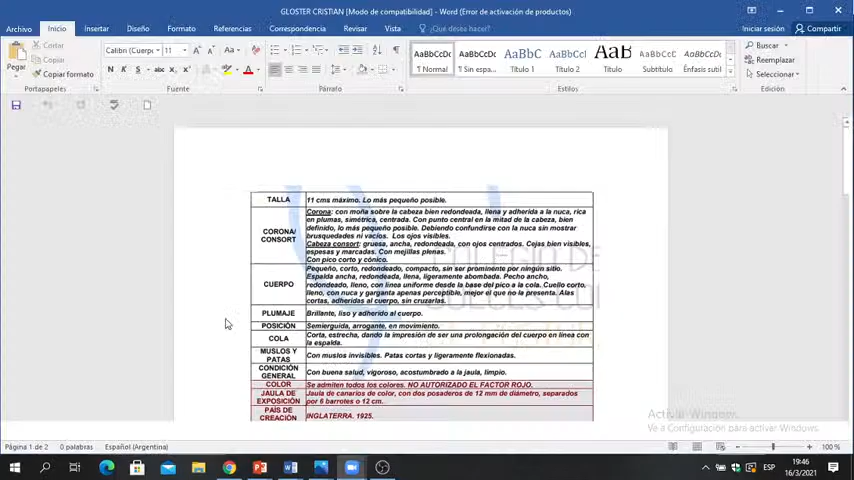 GLOSTER CRISTIAN [Modo de compatibilidad] - Word (Error de activación de productos)
Archivo Inicio Insertar Diseño Formato Referencias Correspondencia Revisar Vista ¿Qué desea hacer? Iniciar sesión Compartir
Pegar
Cortar
Copiar
Copiar formato
Portapapeles
Calibri (Cuerpo) 11
Fuente
Párrafo
AaBbCcDc AaBbCcDc AaBbC AaBbCcI AaB AaBbCcC AaBbCcDc
¶ Normal ¶ Sin espa... Título 1 Título 2 Título Subtítulo Énfasis sutil
Estilos
Buscar
Reemplazar
Seleccionar
Edición
TALLA
11 cms máximo. Lo más pequeño posible.
CORONA/
CONSORT
Corona: con moña sobre la cabeza bien redondeada, llena y adherida a la nuca, rica
en plumas, simétrica, centrada. Con punto central en la mitad de la cabeza, bien
definido, lo más pequeño posible. Debiendo confundirse con la nuca sin mostrar
brusquedades ni vacíos. Los ojos visibles.
Cabeza consort: gruesa, ancha, redondeada, con ojos centrados. Cejas bien visibles,
espesas y marcadas. Con mejillas plenas.
Con pico corto y cónico.
CUERPO
Pequeño, corto, redondeado, compacto, sin ser prominente por ningún sitio.
Espalda ancha, redondeada, llena, ligeramente abombada. Pecho ancho,
redondeado, lleno, con línea uniforme desde la base del pico a la cola. Cuello corto,
lleno, con nuca y garganta apenas perceptible, mejor el que no la presenta. Alas
cortas, adheridas al cuerpo, sin cruzarlas.
PLUMAJE
Brillante, liso y adherido al cuerpo.
POSICIÓN
Semierguida, arrogante, en movimiento.
COLA
Corta, estrecha, dando la impresión de ser una prolongación del cuerpo en línea con
la espalda.
MUSLOS Y
PATAS
Con muslos invisibles. Patas cortas y ligeramente flexionadas.
CONDICIÓN
GENERAL
Con buena salud, vigoroso, acostumbrado a la jaula, limpio.
COLOR
Se admiten todos los colores. NO AUTORIZADO EL FACTOR ROJO.
JAULA DE
EXPOSICIÓN
Jaula de canarios de color, con dos posaderos de 12 mm de diámetro, separados
por 6 barrotes o 12 cm.
PAÍS DE
CREACIÓN
INGLATERRA. 1925.
COLEGIO DE
Activar Windows
Ve a Configuración para activar Windows.
Página 1 de 2 0 palabras Español (Argentina) 100 %
ESP
19:46
16/3/2021